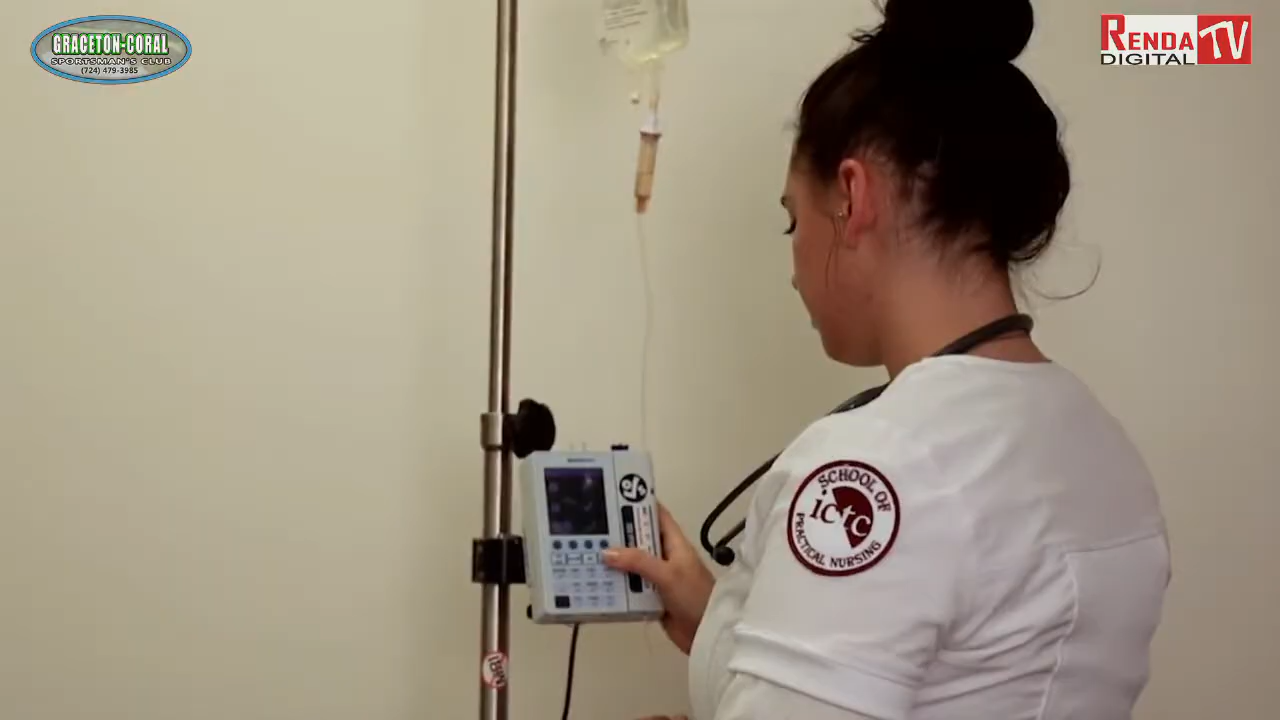 GRACETON-CORAL
SPORTSMAN'S CLUB
(724) 479-3985
RENDA TV
DIGITAL
SCHOOL OF
ICTC
PRACTICAL NURSING